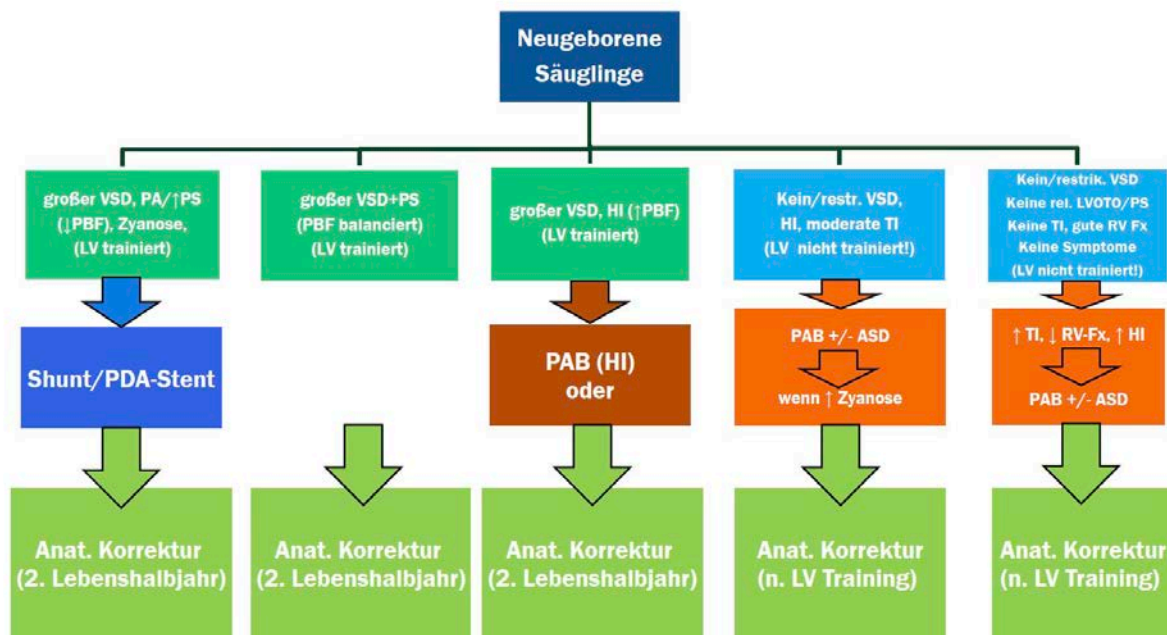 Neugeborene
Säuglinge
großer VSD, PA/↑PS
(↓PBF), Zyanose,
(LV trainiert)
großer VSD+PS
(PBF balanciert)
(LV trainiert)
großer VSD, HI (↑PBF)
(LV trainiert)
Kein/restr. VSD,
HI, moderate TI
(LV nicht trainiert!)
Kein/restrik. VSD
Keine rel. LVOTO/PS
Keine TI, gute RV Fx
Keine Symptome
(LV nicht trainiert!)
Shunt/PDA-Stent
PAB (HI)
oder
PAB +/- ASD
wenn ↑ Zyanose
↑ TI, ↓ RV-Fx, ↑ HI
PAB +/- ASD
Anat. Korrektur
(2. Lebenshalbjahr)
Anat. Korrektur
(2. Lebenshalbjahr)
Anat. Korrektur
(2. Lebenshalbjahr)
Anat. Korrektur
(n. LV Training)
Anat. Korrektur
(n. LV Training)